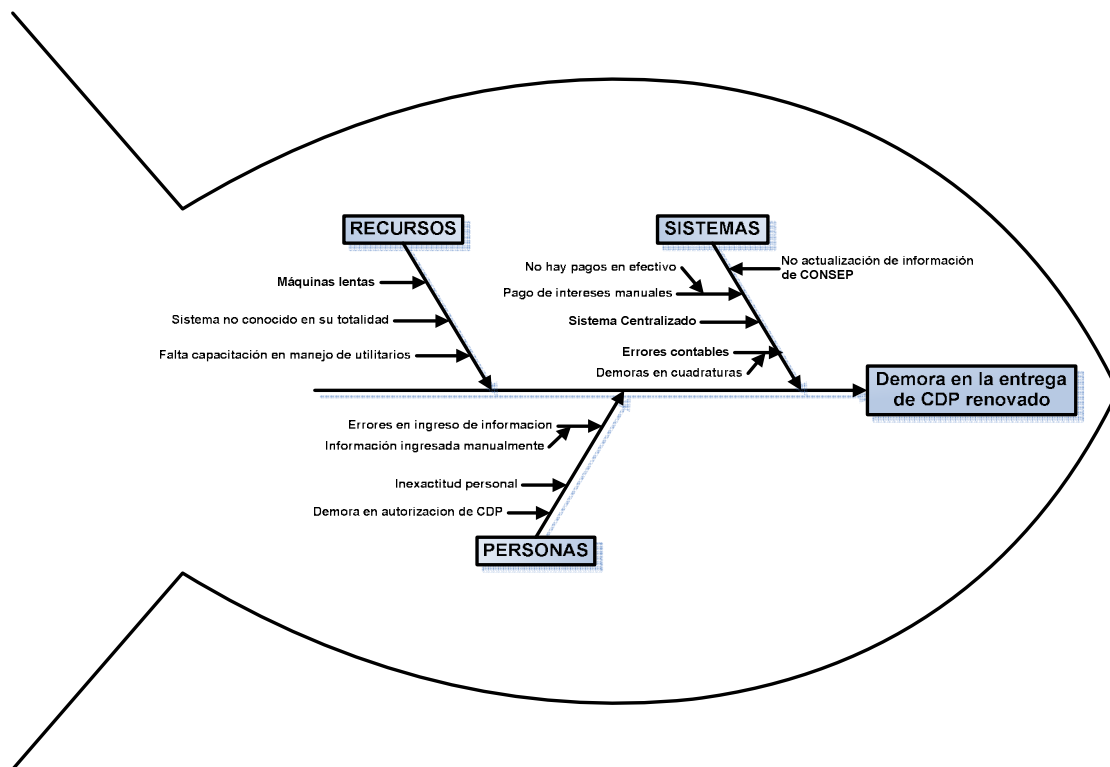 RECURSOS
Máquinas lentas
Sistema no conocido en su totalidad
Falta capacitación en manejo de utilitarios
SISTEMAS
No actualización de información
de CONSEP
No hay pagos en efectivo
Pago de intereses manuales
Sistema Centralizado
Errores contables
Demoras en cuadraturas
Demora en la entrega
de CDP renovado
Errores en ingreso de informacion
Información ingresada manualmente
Inexactitud personal
Demora en autorizacion de CDP
PERSONAS